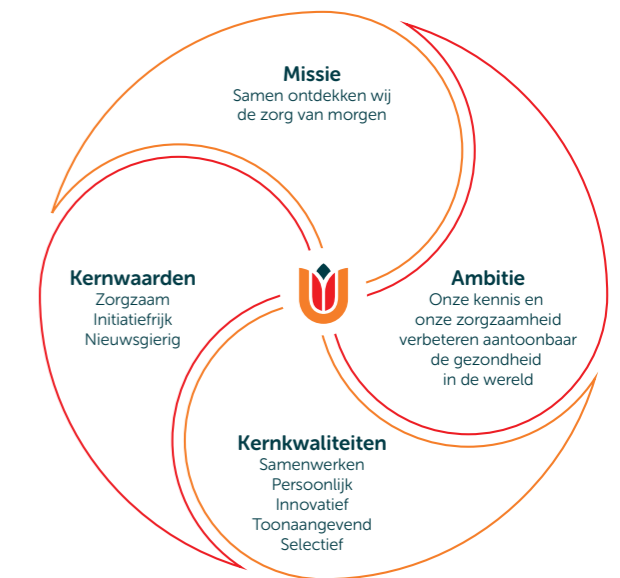 Missie
Samen ontdekken wij
de zorg van morgen
Kernwaarden
Zorgzaam
Initiatiefrijk
Nieuwsgierig
Ambitie
Onze kennis en
onze zorgzaamheid
verbeteren aantoonbaar
de gezondheid
in de wereld
Kernkwaliteiten
Samenwerken
Persoonlijk
Innovatief
Toonaangevend
Selectief